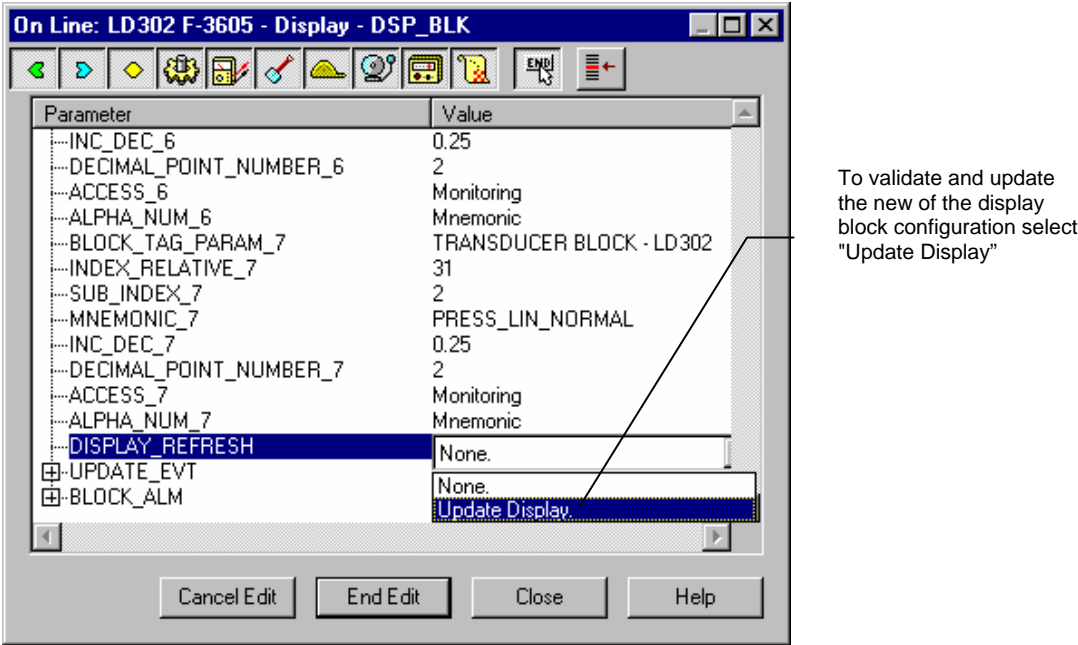 On Line: LD302 F-3605 - Display - DSP_BLK
END
Parameter Value
INC_DEC_6 0.25
DECIMAL_POINT_NUMBER_6 2
ACCESS_6 Monitoring
ALPHA_NUM_6 Mnemonic
BLOCK_TAG_PARAM_7 TRANSDUCER BLOCK - LD302
INDEX_RELATIVE_7 31
SUB_INDEX_7 2
MNEMONIC_7 PRESS_LIN_NORMAL
INC_DEC_7 0.25
DECIMAL_POINT_NUMBER_7 2
ACCESS_7 Monitoring
ALPHA_NUM_7 Mnemonic
DISPLAY_REFRESH None.
UPDATE_EVT
BLOCK_ALM
None.
Update Display.
Cancel Edit End Edit Close Help
To validate and update
the new of the display
block configuration select
"Update Display”